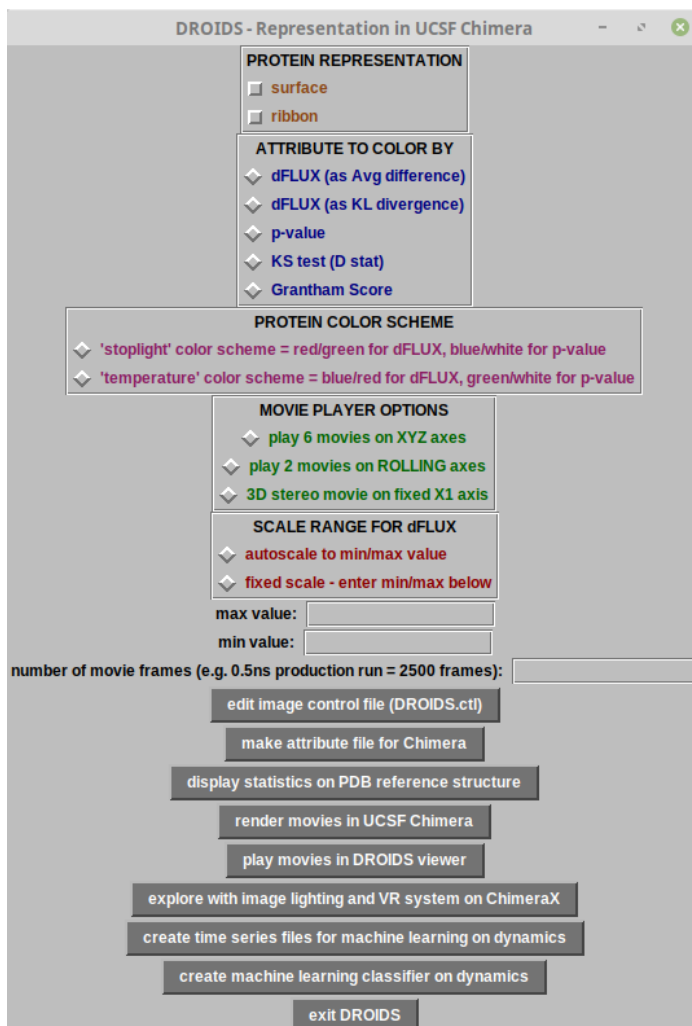 DROIDS - Representation in UCSF Chimera
PROTEIN REPRESENTATION
surface
ribbon
ATTRIBUTE TO COLOR BY
dFLUX (as Avg difference)
dFLUX (as KL divergence)
p-value
KS test (D stat)
Grantham Score
PROTEIN COLOR SCHEME
'stoplight' color scheme = red/green for dFLUX, blue/white for p-value
'temperature' color scheme = blue/red for dFLUX, green/white for p-value
MOVIE PLAYER OPTIONS
play 6 movies on XYZ axes
play 2 movies on ROLLING axes
3D stereo movie on fixed X1 axis
SCALE RANGE FOR dFLUX
autoscale to min/max value
fixed scale - enter min/max below
max value:
min value:
number of movie frames (e.g. 0.5ns production run = 2500 frames):
edit image control file (DROIDS.ctl)
make attribute file for Chimera
display statistics on PDB reference structure
render movies in UCSF Chimera
play movies in DROIDS viewer
explore with image lighting and VR system on ChimeraX
create time series files for machine learning on dynamics
create machine learning classifier on dynamics
exit DROIDS